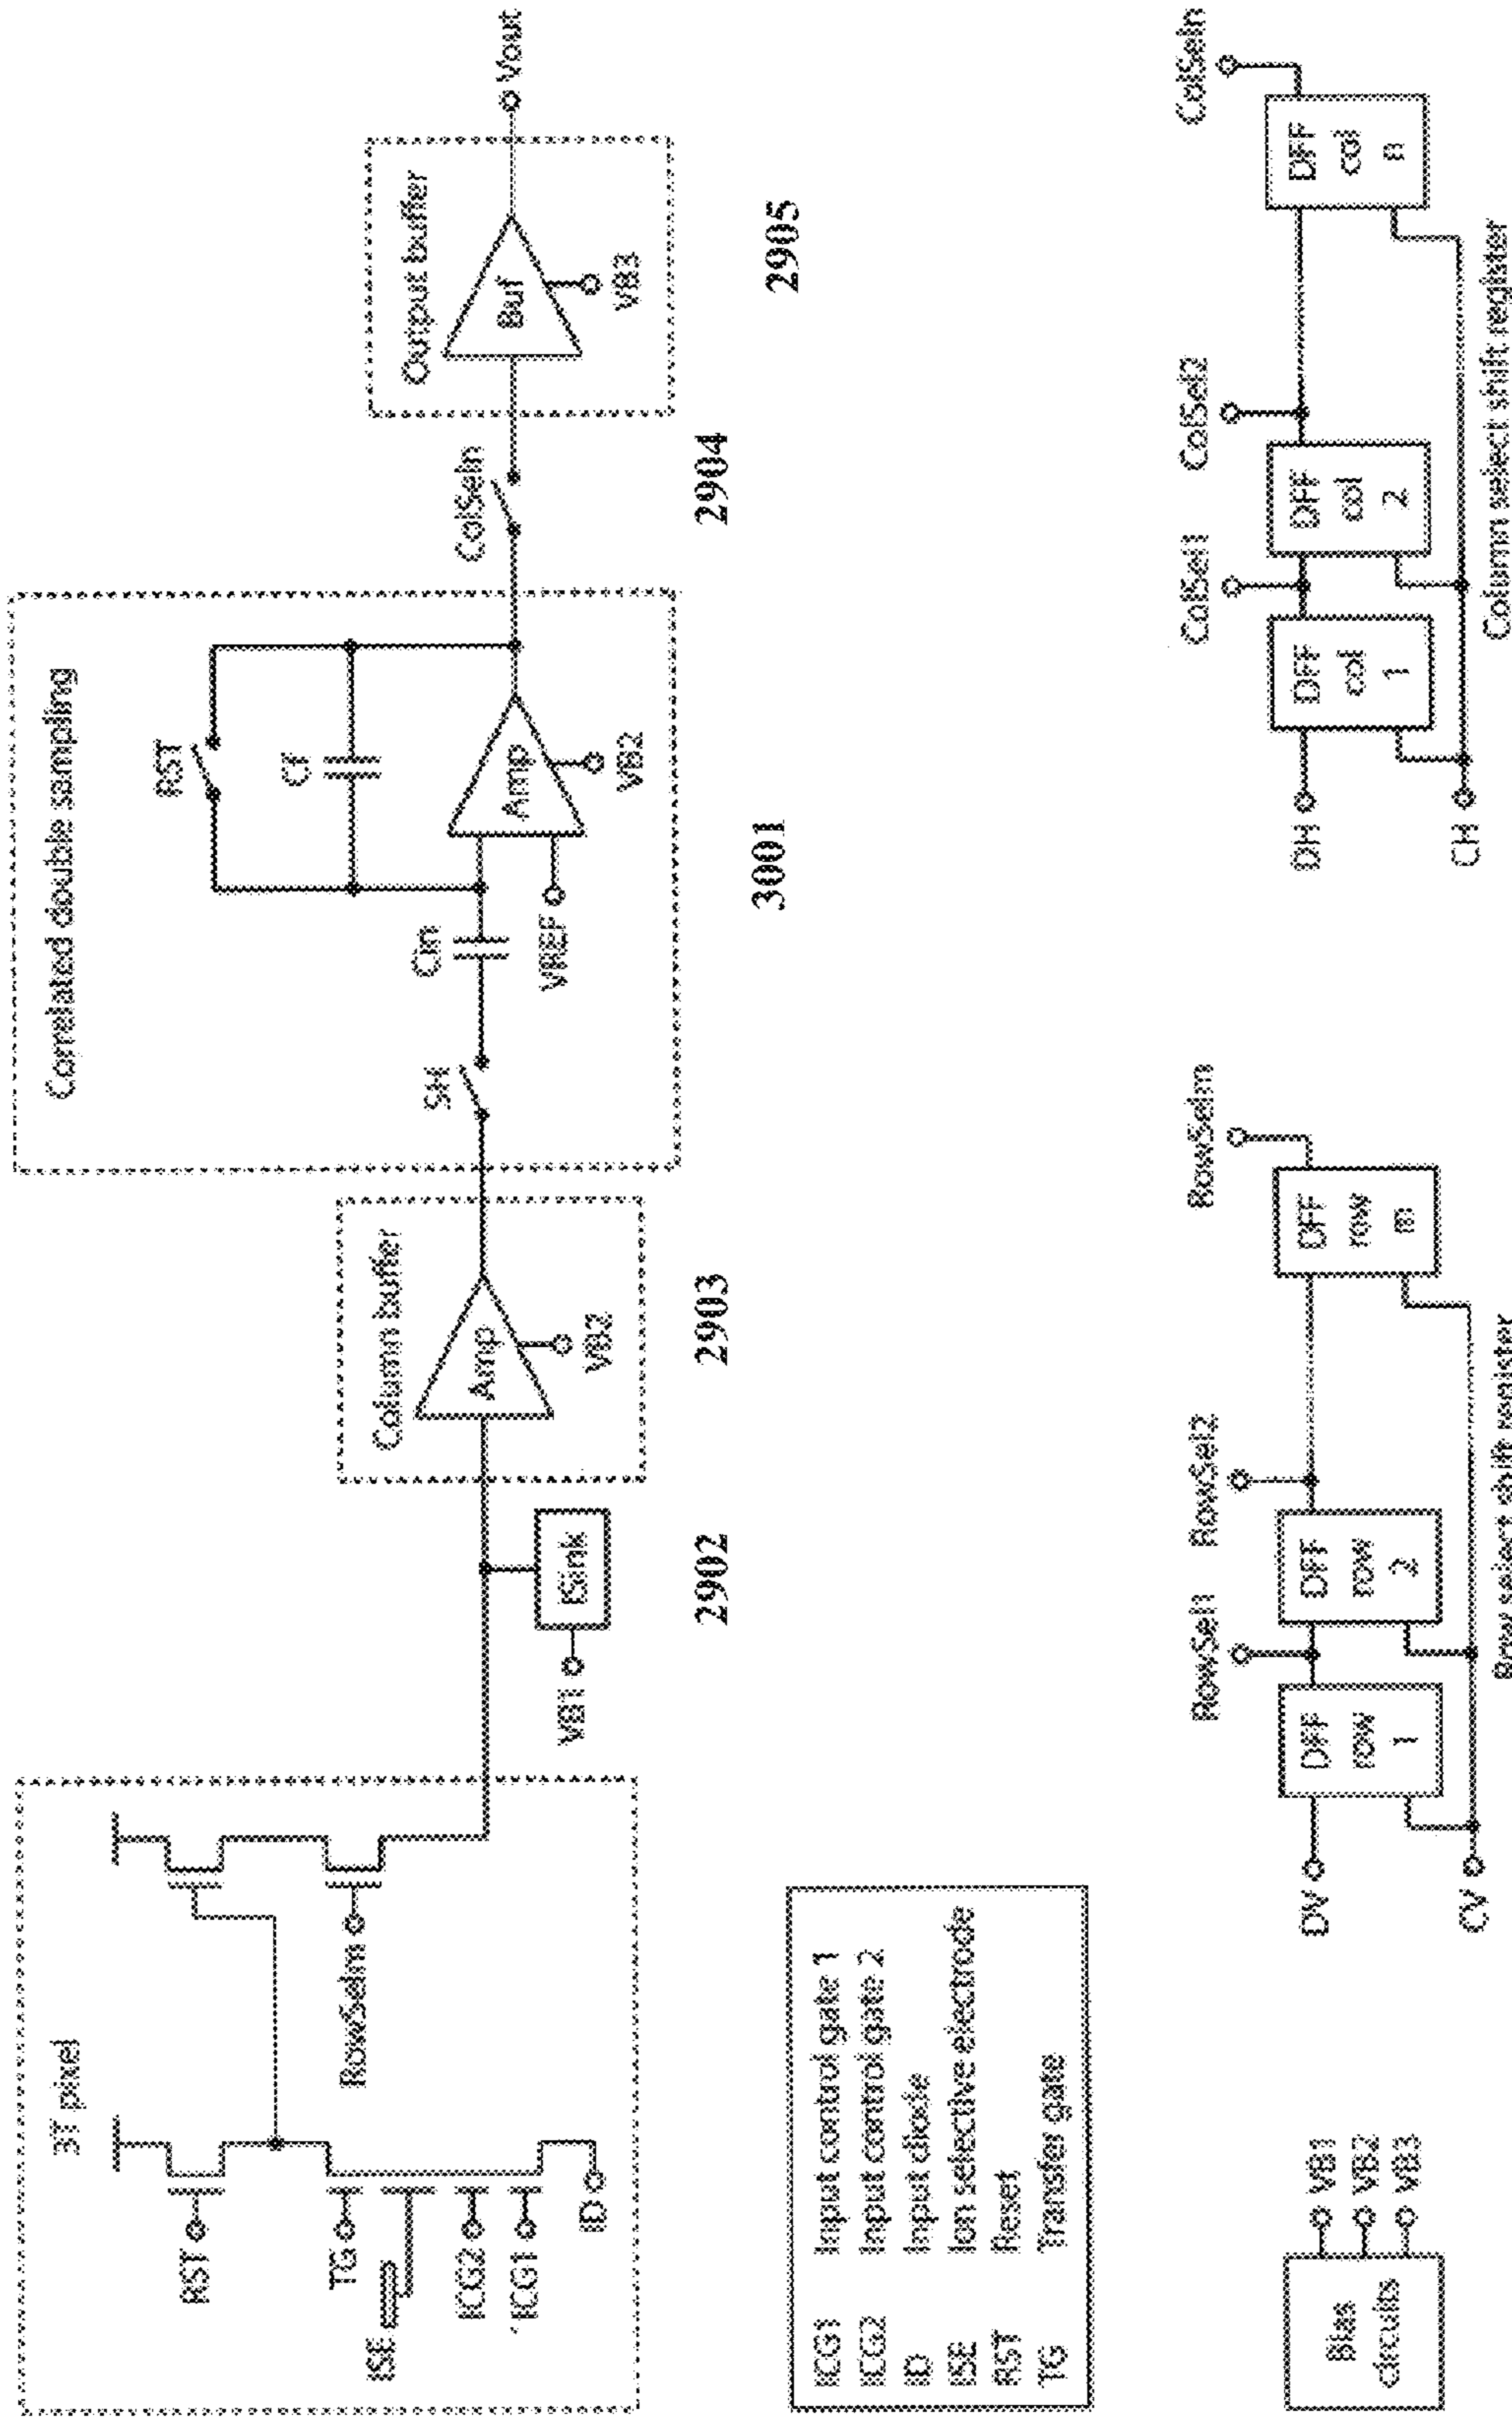 3T pixel
RST
TG
ISE
ICG2
ICG1
ID
RowSelm
VB1
ISink
2902
Column buffer
Amp
VB2
2903
Correlated double sampling
SH
Cin
VREF
RST
Cf
Amp
VB2
3001
ColSeln
2904
Output buffer
Buf
VB3
2905
Vout
ICG1 Input control gate 1
ICG2 Input control gate 2
ID Input diode
ISE Ion selective electrode
RST Reset
TG Transfer gate
Bias
circuits
VB1
VB2
VB3
DV
CV
DFF
row
1
RowSel1
DFF
row
2
RowSel2
DFF
row
m
RowSelm
Row select shift register
DH
CH
DFF
col
1
ColSel1
DFF
col
2
ColSel2
DFF
col
n
ColSeln
Column select shift register